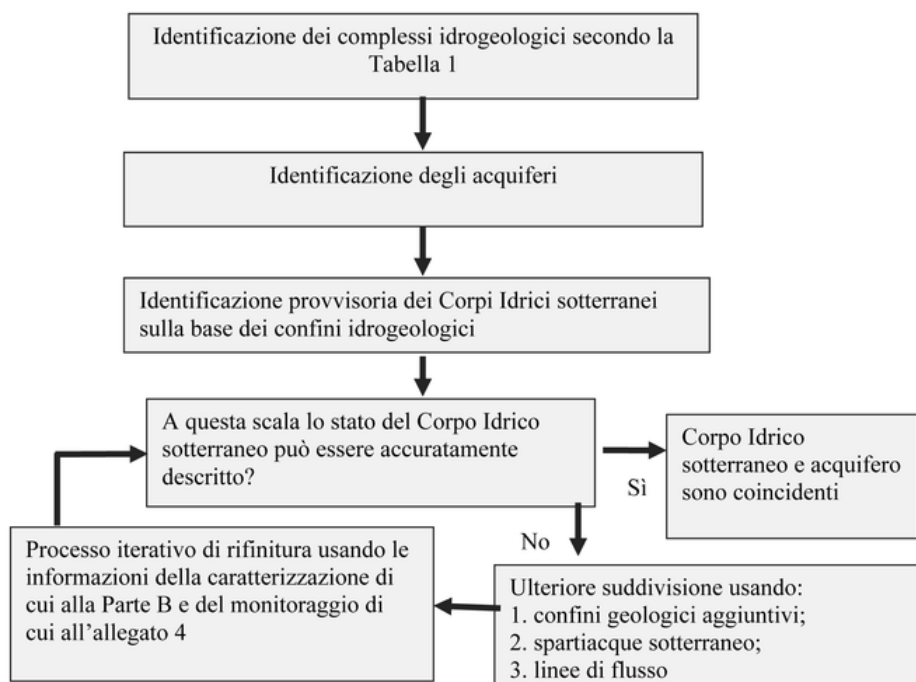 Identificazione dei complessi idrogeologici secondo la
Tabella 1
Identificazione degli acquiferi
Identificazione provvisoria dei Corpi Idrici sotterranei
sulla base dei confini idrogeologici
A questa scala lo stato del Corpo Idrico
sotterraneo può essere accuratamente
descritto?
Sì
Corpo Idrico
sotterraneo e acquifero
sono coincidenti
No
Ulteriore suddivisione usando:
1. confini geologici aggiuntivi;
2. spartiacque sotterraneo;
3. linee di flusso
Processo iterativo di rifinitura usando le
informazioni della caratterizzazione di
cui alla Parte B e del monitoraggio di
cui all'allegato 4